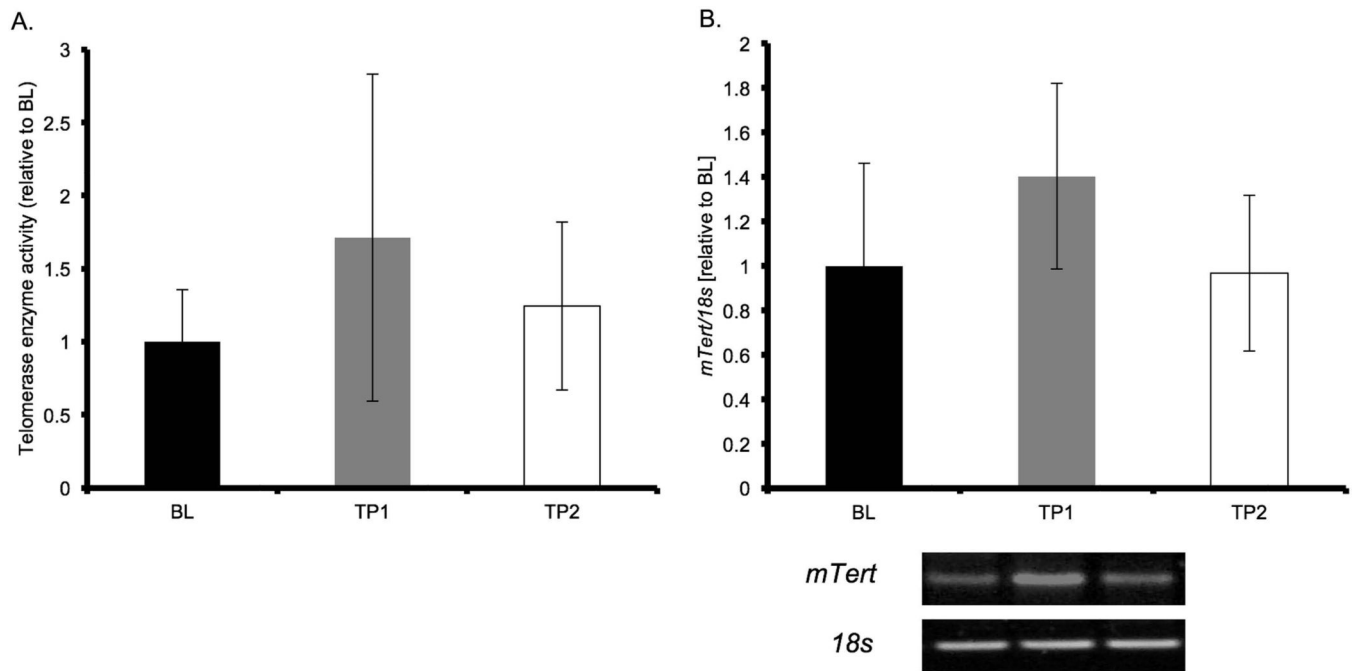 A.
Telomerase enzyme activity (relative to BL)
3
2.5
2
1.5
1
0.5
0
BL TP1 TP2
B.
mTert/18s [relative to BL]
2
1.8
1.6
1.4
1.2
1
0.8
0.6
0.4
0.2
0
BL TP1 TP2
mTert
18s